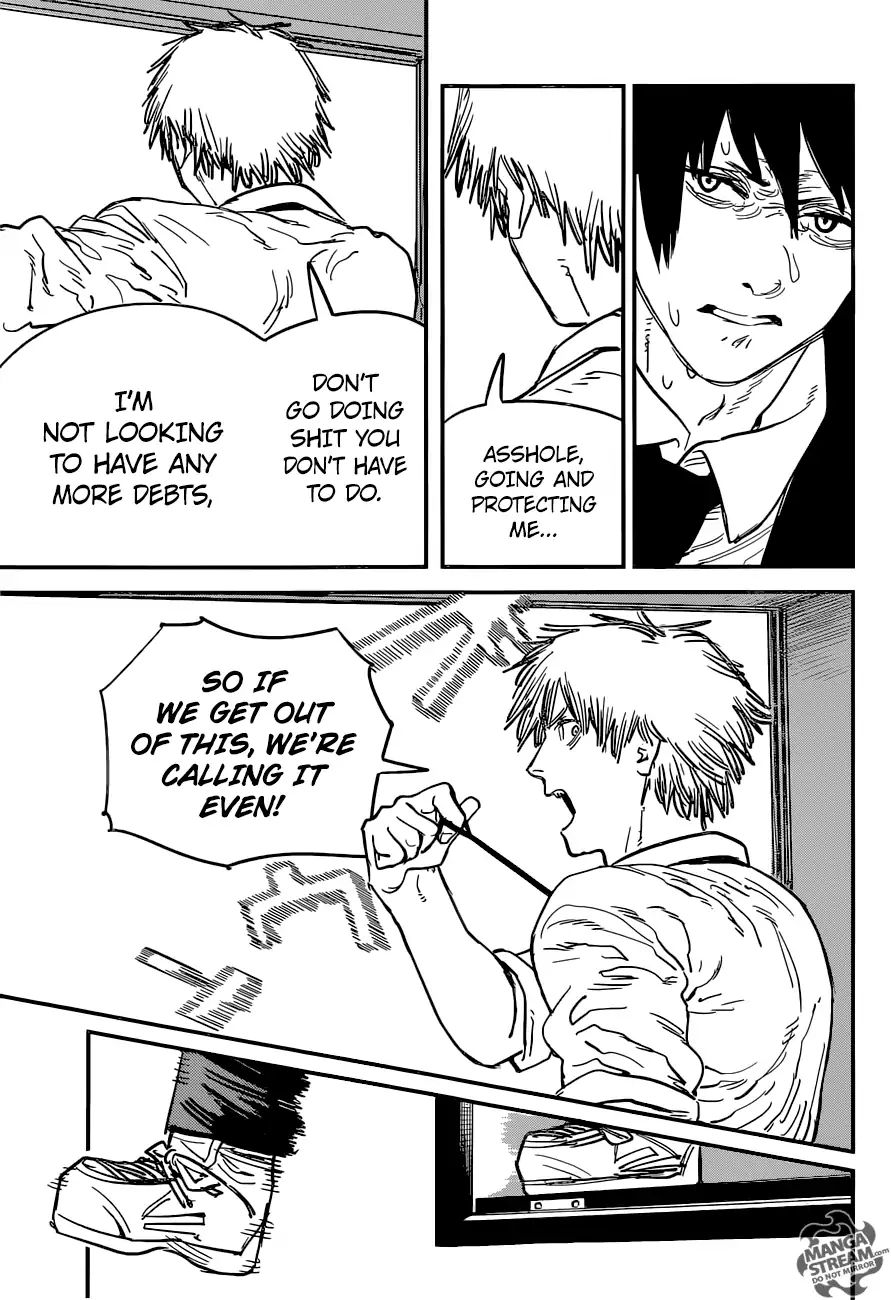 ASSHOLE,
GOING AND
PROTECTING
ME...
DON'T
GO DOING
SHIT YOU
DON'T HAVE
TO DO.
I'M
NOT LOOKING
TO HAVE ANY
MORE DEBTS,
SO IF
WE GET OUT
OF THIS, WE'RE
CALLING IT
EVEN!
MANGA
STREAM.com
DO NOT MIRROR!